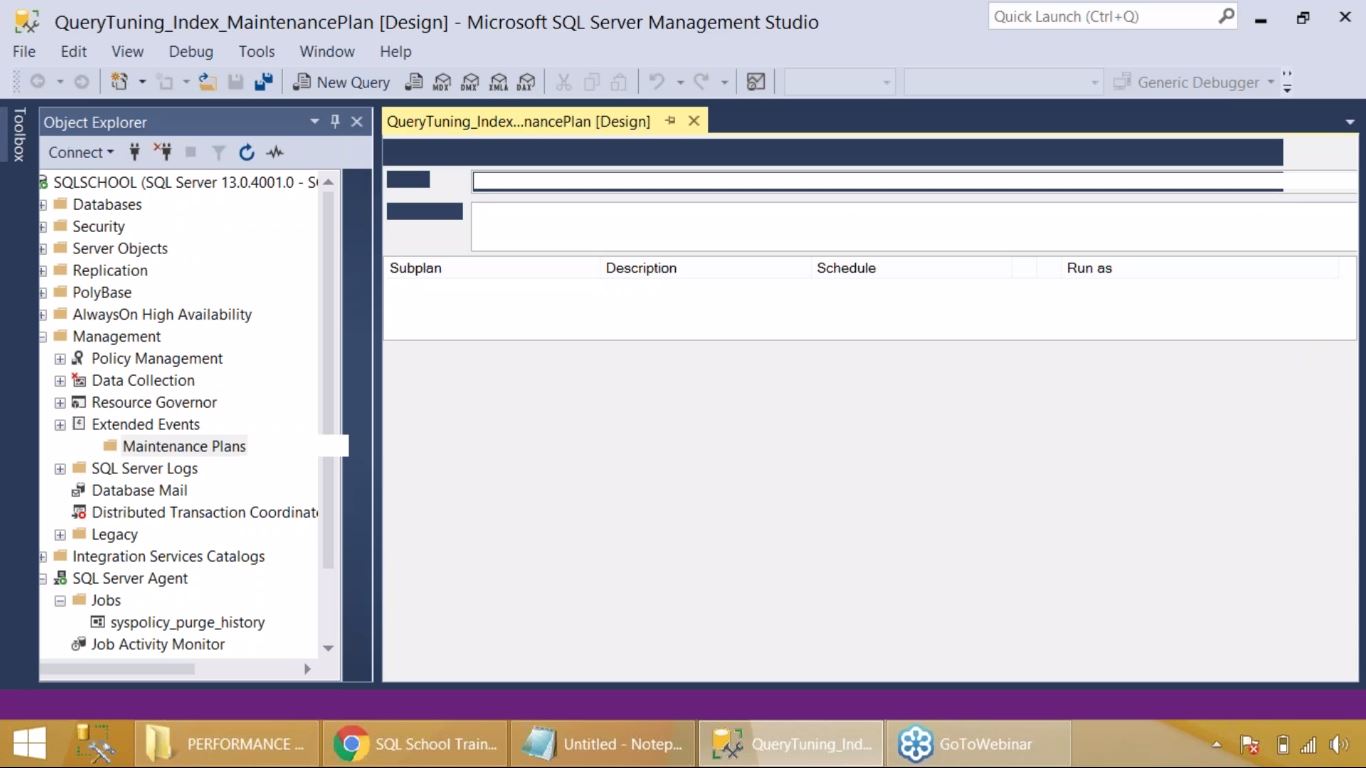 QueryTuning_Index_MaintenancePlan [Design] - Microsoft SQL Server Management Studio
Quick Launch (Ctrl+Q)
File Edit View Debug Tools Window Help
New Query MDX DMX XMLA DAX Generic Debugger
Toolbox
Object Explorer
QueryTuning_Index...nancePlan [Design]
Connect
SQLSCHOOL (SQL Server 13.0.4001.0 - S
Databases
Security
Server Objects
Replication
PolyBase
AlwaysOn High Availability
Management
Policy Management
Data Collection
Resource Governor
Extended Events
Maintenance Plans
SQL Server Logs
Database Mail
Distributed Transaction Coordinat
Legacy
Integration Services Catalogs
SQL Server Agent
Jobs
syspolicy_purge_history
Job Activity Monitor
Subplan Description Schedule Run as
PERFORMANCE ...
SQL School Train...
Untitled - Notep...
QueryTuning_Ind...
GoToWebinar